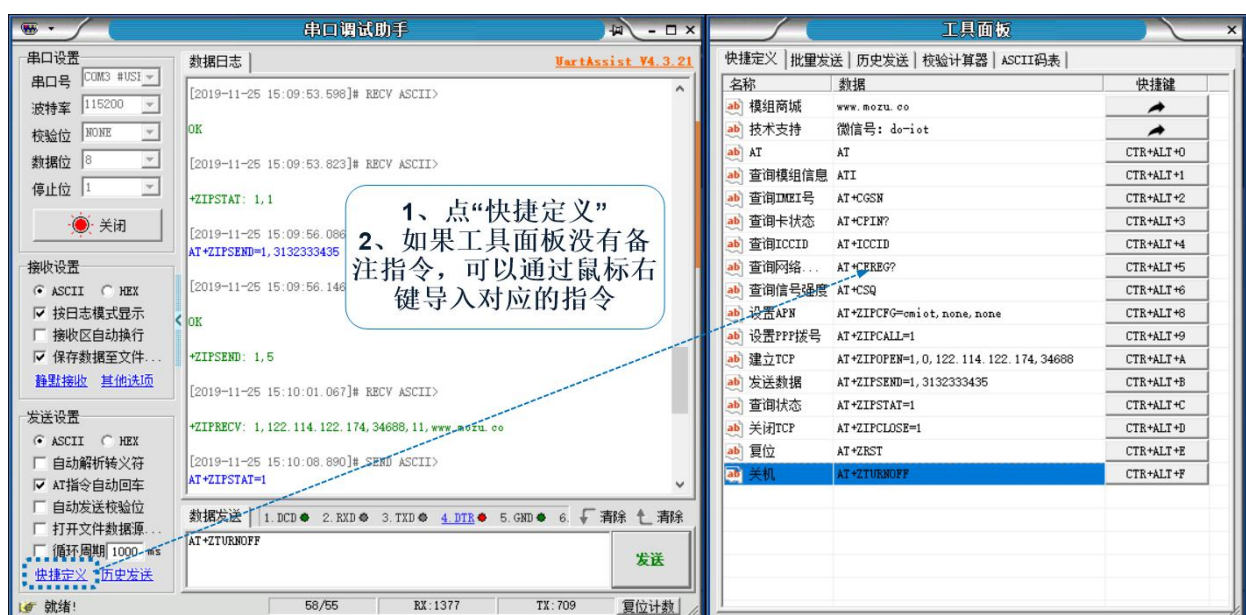 串口调试助手
串口设置
串口号 COM3 #USI
波特率 115200
校验位 NONE
数据位 8
停止位 1
关闭
接收设置
ASCII HEX
按日志模式显示
接收区自动换行
保存数据至文件...
静默接收 其他选项
发送设置
ASCII HEX
自动解析转义符
AT指令自动回车
自动发送校验位
打开文件数据源...
循环周期 1000 ms
快捷定义 历史发送
数据日志 UartAssist V4.3.21
[2019-11-25 15:09:53.598]# RECV ASCII>
OK
[2019-11-25 15:09:53.823]# RECV ASCII>
+ZIPSTAT: 1,1
[2019-11-25 15:09:56.086
AT+ZIPSEND=1,3132333435
[2019-11-25 15:09:56.146
OK
+ZIPSEND: 1,5
[2019-11-25 15:10:01.067]# RECV ASCII>
+ZIPRECV: 1,122.114.122.174,34688,11,www.mozu.co
[2019-11-25 15:10:08.890]# SEND ASCII>
AT+ZIPSTAT=1
1、点“快捷定义”
2、如果工具面板没有备
注指令，可以通过鼠标右
键导入对应的指令
数据发送 1.DCD 2.RXD 3.TXD 4.DTR 5.GND 6. 清除 清除
AT+ZTURNOFF
发送
就绪! 58/55 RX:1377 TX:709 复位计数
工具面板
快捷定义 批量发送 历史发送 校验计算器 ASCII码表
名称 数据 快捷键
模组商城 www.mozu.co
技术支持 微信号: do-iot
AT AT CTR+ALT+0
查询模组信息 ATI CTR+ALT+1
查询IMEI号 AT+CGSN CTR+ALT+2
查询卡状态 AT+CPIN? CTR+ALT+3
查询ICCID AT+ICCID CTR+ALT+4
查询网络... AT+CEREG? CTR+ALT+5
查询信号强度 AT+CSQ CTR+ALT+6
设置APN AT+ZIPCFG=cmiot,none,none CTR+ALT+8
设置PPP拨号 AT+ZIPCALL=1 CTR+ALT+9
建立TCP AT+ZIPOPEN=1,0,122.114.122.174,34688 CTR+ALT+A
发送数据 AT+ZIPSEND=1,3132333435 CTR+ALT+B
查询状态 AT+ZIPSTAT=1 CTR+ALT+C
关闭TCP AT+ZIPCLOSE=1 CTR+ALT+D
复位 AT+ZRST CTR+ALT+E
关机 AT+ZTURNOFF CTR+ALT+F